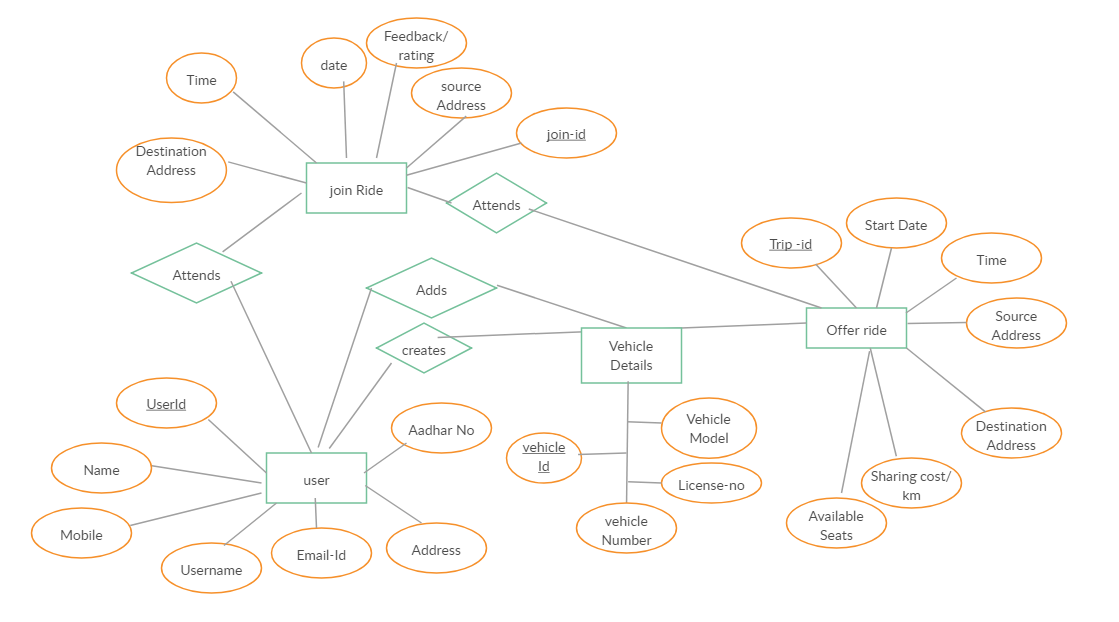 Feedback/
rating
date
Time
source
Address
join-id
Destination
Address
join Ride
Attends
Attends
Trip -id
Start Date
Time
Source
Address
Adds
creates
Vehicle
Details
Offer ride
UserId
Aadhar No
Vehicle
Model
Destination
Address
vehicle
Id
Name
user
License-no
Sharing cost/
km
Mobile
Username
Email-Id
Address
vehicle
Number
Available
Seats